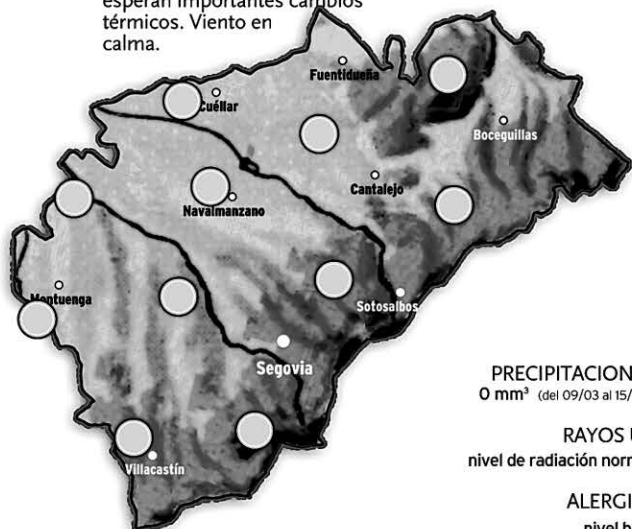 esperan importantes cambios
térmicos. Viento en
calma.
Fuentidueña
Cuéllar
Boceguillas
Cantalejo
Navalmanzano
Montuenga
Sotosalbos
Segovia
Villacastín
PRECIPITACION
0 mm³ (del 09/03 al 15/
RAYOS
nivel de radiación norm
ALERGI
nivel